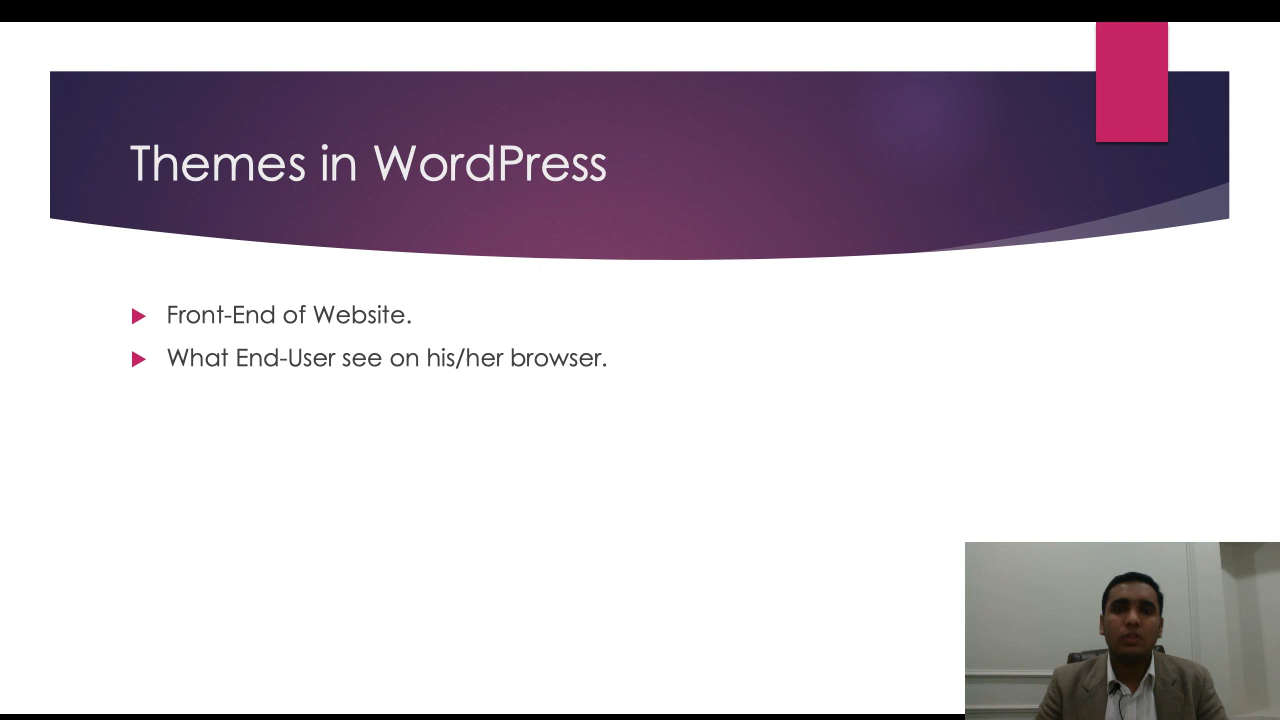 Themes in WordPress
Front-End of Website.
What End-User see on his/her browser.